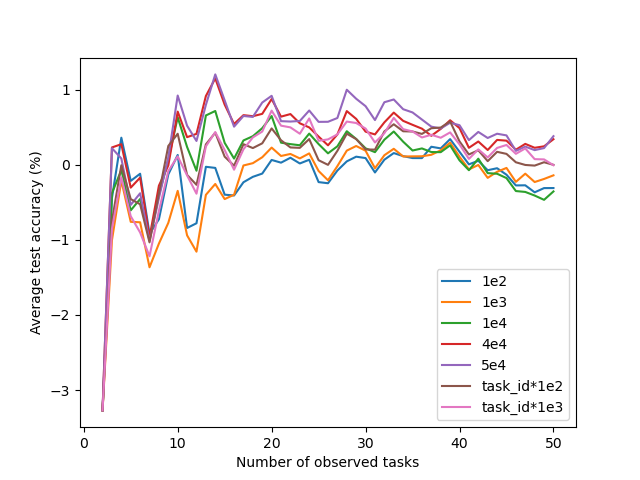 1
0
−1
−2
−3
Average test accuracy (%)
0
10
20
30
40
50
Number of observed tasks
1e2
1e3
1e4
4e4
5e4
task_id*1e2
task_id*1e3